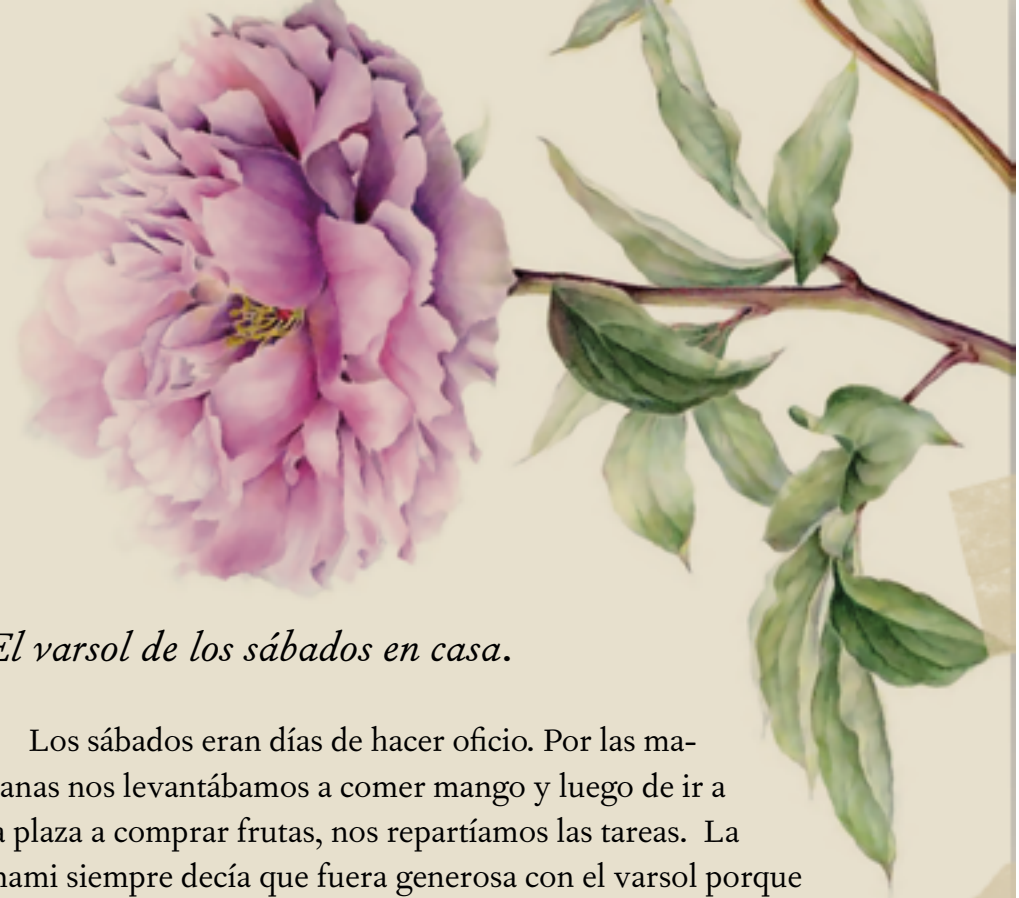 El varsol de los sábados en casa.
Los sábados eran días de hacer oficio. Por las ma-
anas nos levantábamos a comer mango y luego de ir a
a plaza a comprar frutas, nos repartíamos las tareas. La
mami siempre decía que fuera generosa con el varsol porque